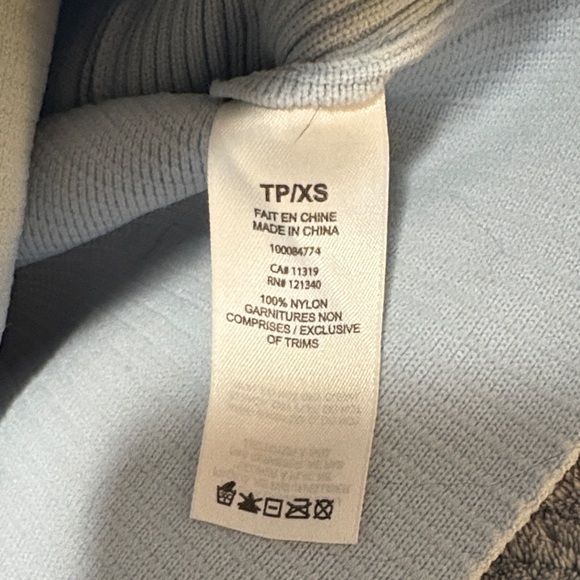 TP/XS
FAIT EN CHINE
MADE IN CHINA
100084774
CA# 11319
RN# 121340
100% NYLON
GARNITURES NON
COMPRISES / EXCLUSIVE
OF TRIMS